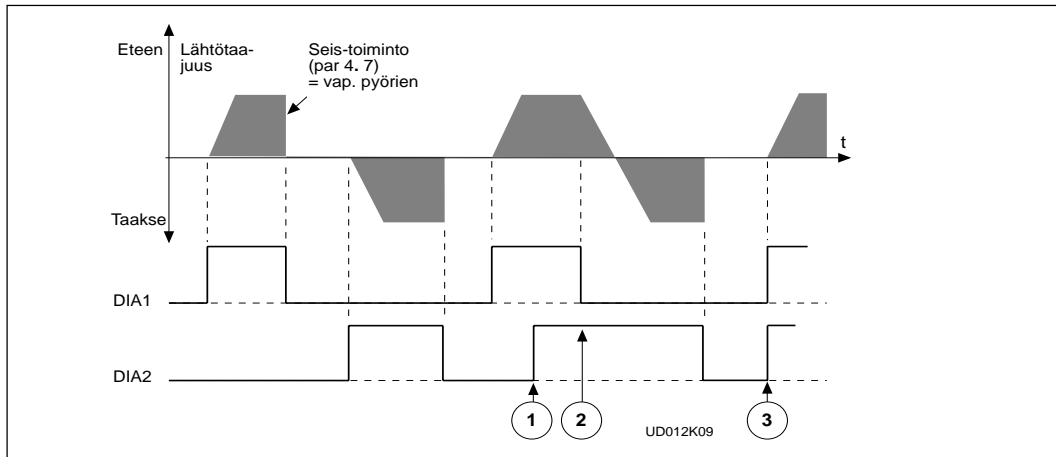 Eteen
Lähtötaa-
juus
Seis-toiminto
(par 4. 7)
= vap. pyörien
t
Taakse
DIA1
DIA2
1
2
3
UD012K09